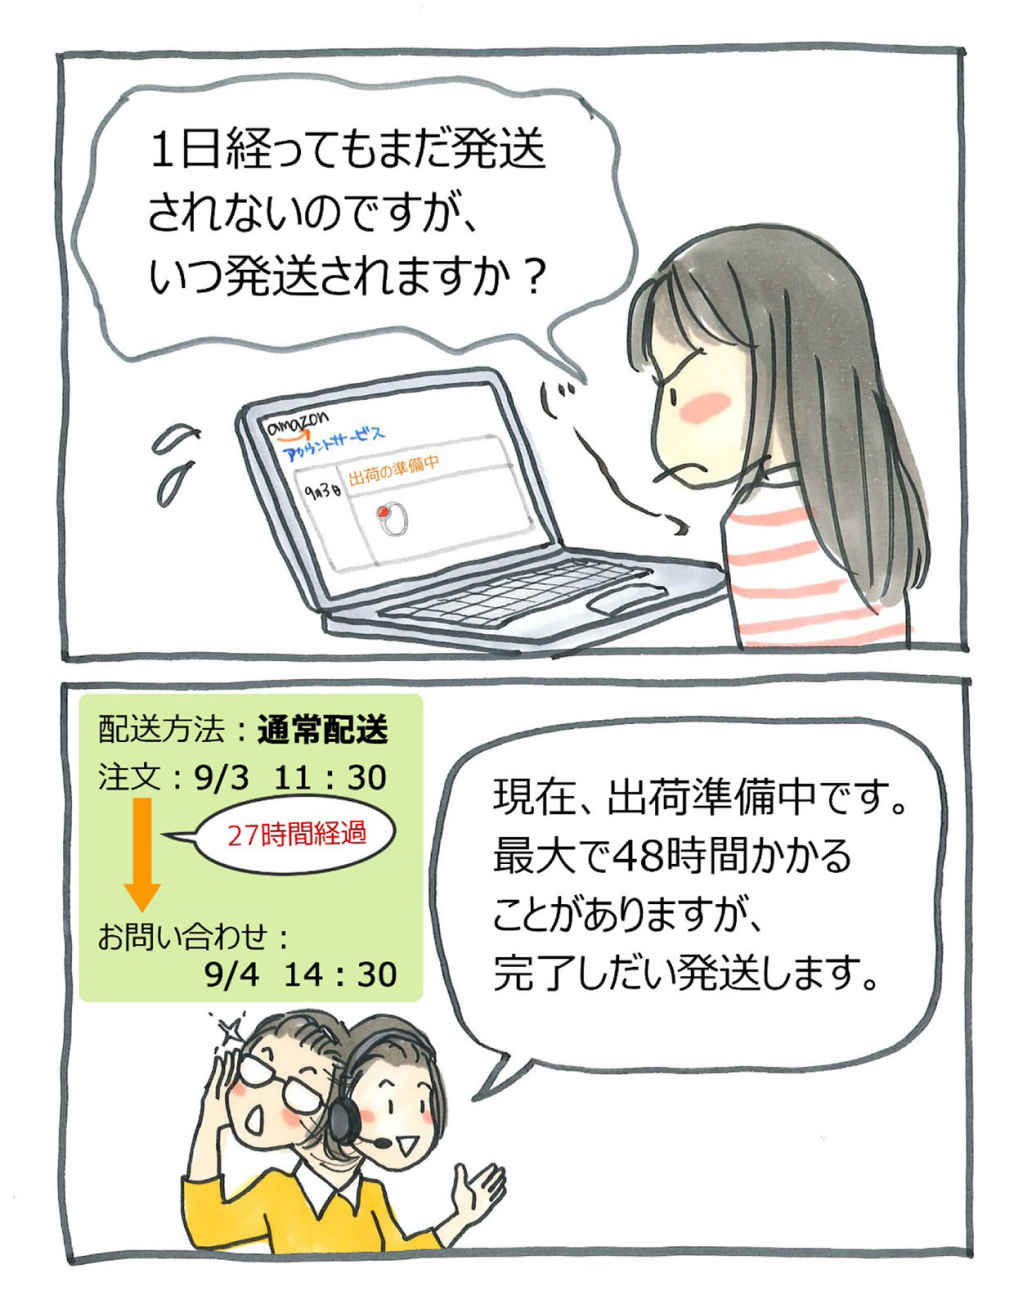 1日経ってもまだ発送
されないのですが、
いつ発送されますか？
amazon
アカウントサービス
9月3日
出荷の準備中
配送方法：通常配送
注文：9/3 11：30
27時間経過
お問い合わせ：
9/4 14：30
現在、出荷準備中です。
最大で48時間かかる
ことがありますが、
完了しだい発送します。